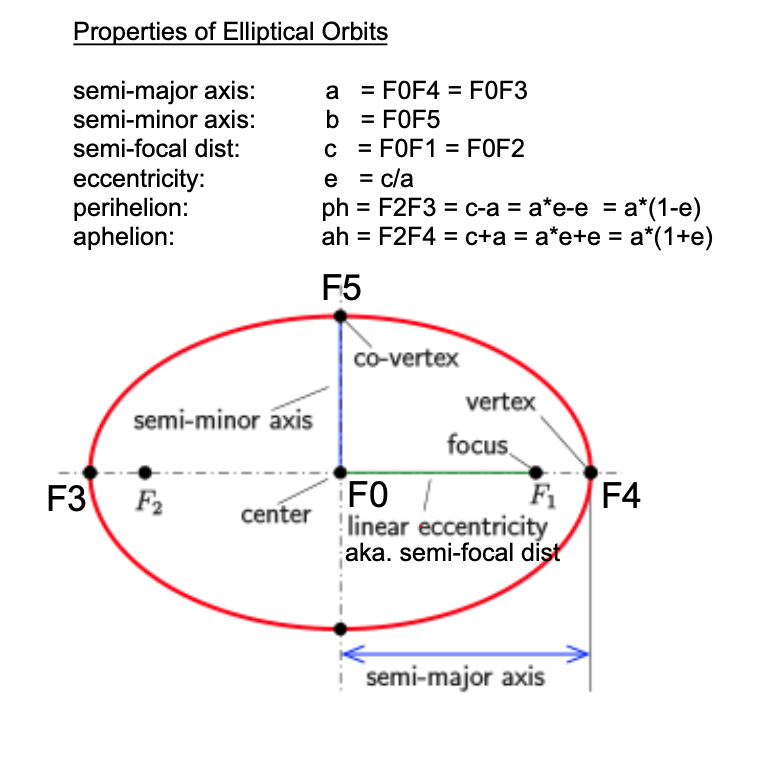 Properties of Elliptical Orbits
semi-major axis: a = F0F4 = F0F3
semi-minor axis: b = F0F5
semi-focal dist: c = F0F1 = F0F2
eccentricity: e = c/a
perihelion: ph = F2F3 = c-a = a*e-e = a*(1-e)
aphelion: ah = F2F4 = c+a = a*e+e = a*(1+e)
F5
co-vertex
semi-minor axis
vertex
focus
F3
F₂
center
F0
F₁
F4
linear eccentricity
aka. semi-focal dist
semi-major axis